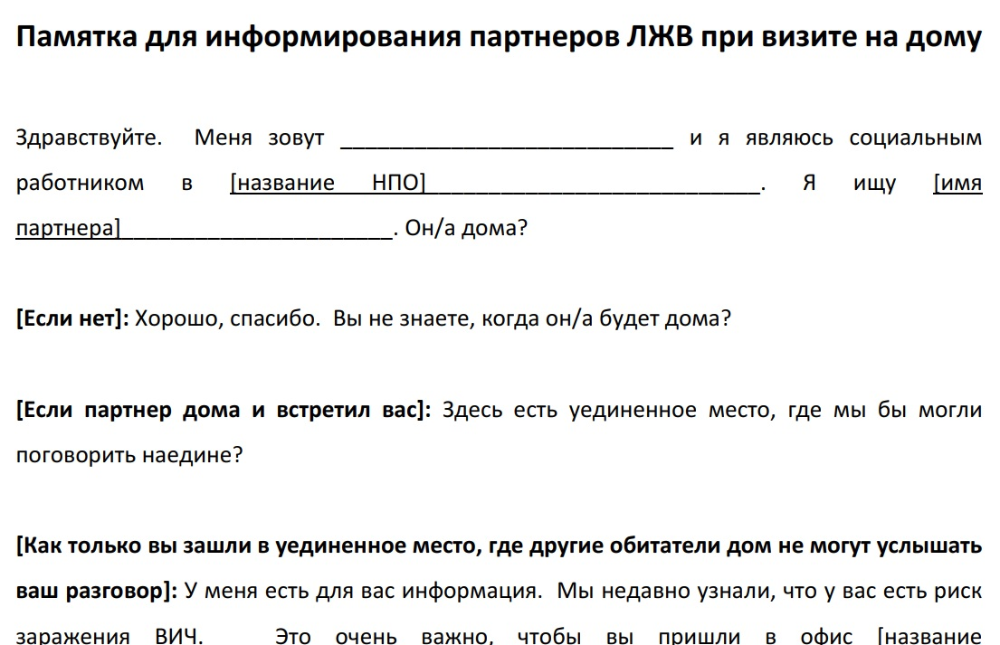 Памятка для информирования партнеров ЛЖВ при визите на дому
Здравствуйте. Меня зовут ___________________________ и я являюсь социальным
работником в [название НПО]___________________________. Я ищу [имя
партнера]______________________. Он/а дома?
[Если нет]: Хорошо, спасибо. Вы не знаете, когда он/а будет дома?
[Если партнер дома и встретил вас]: Здесь есть уединенное место, где мы бы могли
поговорить наедине?
[Как только вы зашли в уединенное место, где другие обитатели дом не могут услышать
ваш разговор]: У меня есть для вас информация. Мы недавно узнали, что у вас есть риск
заражения ВИЧ. Это очень важно, чтобы вы пришли в офис [название